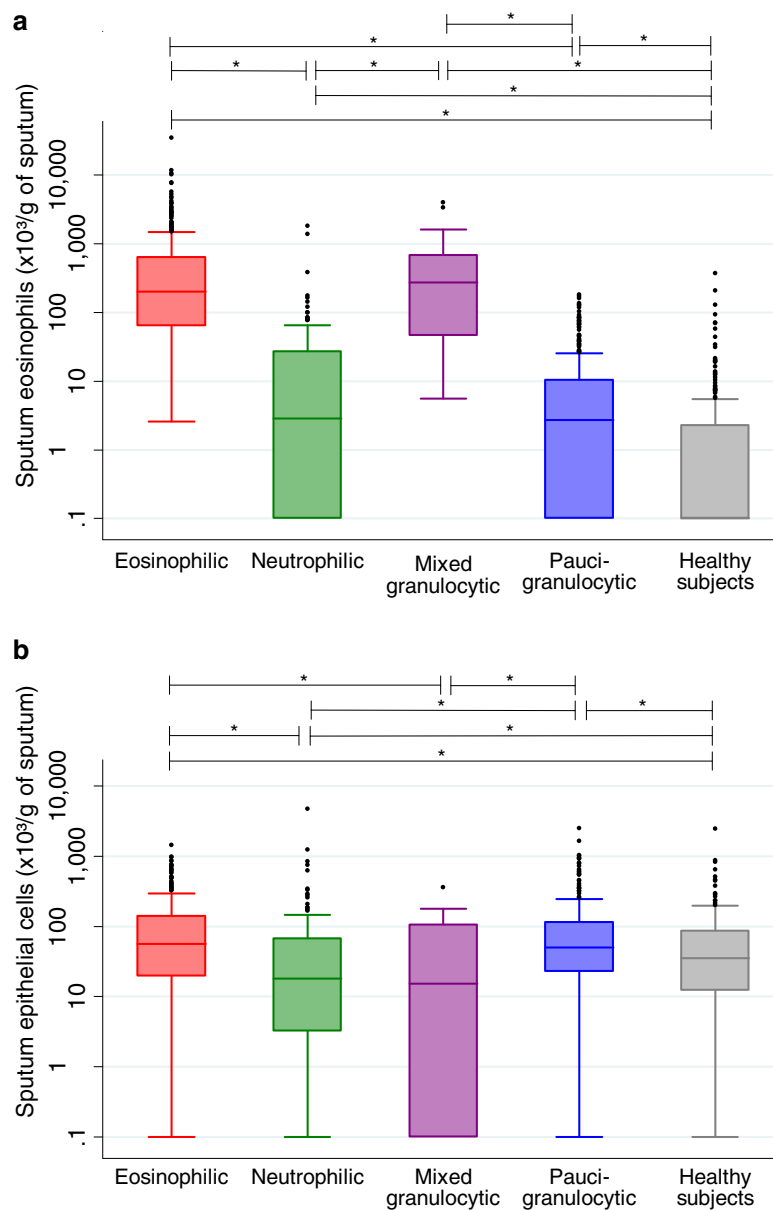 a
*
* *
* * *
*
*
Sputum eosinophils (x10³/g of sputum)
10,000
1,000
100
10
1
.1
Eosinophilic Neutrophilic Mixed granulocytic Pauci-granulocytic Healthy subjects
b
* *
* *
* *
*
Sputum epithelial cells (x10³/g of sputum)
10,000
1,000
100
10
1
.1
Eosinophilic Neutrophilic Mixed granulocytic Pauci-granulocytic Healthy subjects